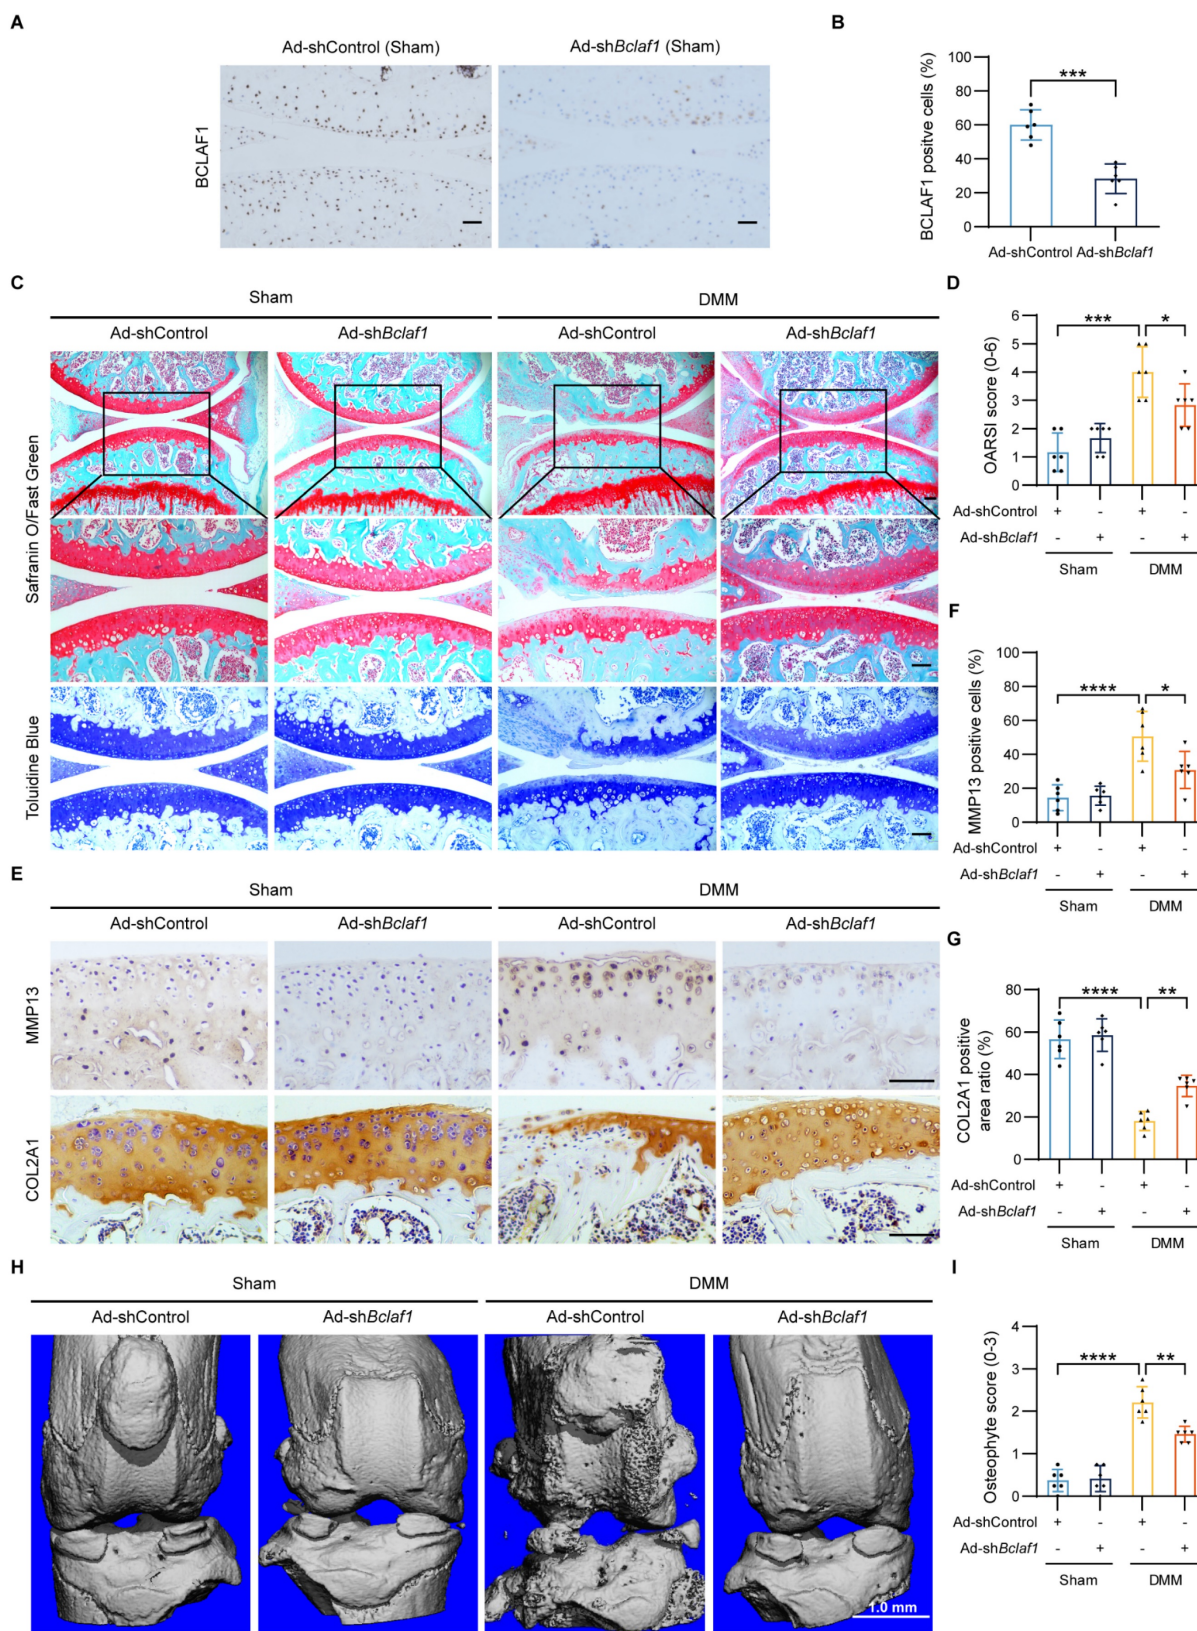 A
Ad-shControl (Sham)
Ad-shBclaf1 (Sham)
BCLAF1
B
BCLAF1 positve cells (%)
100
80
60
40
20
0
***
Ad-shControl Ad-shBclaf1
C
Sham
DMM
Ad-shControl
Ad-shBclaf1
Ad-shControl
Ad-shBclaf1
Safranin O/Fast Green
Toluidine Blue
D
OARSI score (0-6)
6
5
4
3
2
1
0
***
*
Ad-shControl
+ - + -
Ad-shBclaf1
- + - +
Sham
DMM
E
Sham
DMM
Ad-shControl
Ad-shBclaf1
Ad-shControl
Ad-shBclaf1
MMP13
COL2A1
F
MMP13 positive cells (%)
100
80
60
40
20
0
****
*
Ad-shControl
+ - + -
Ad-shBclaf1
- + - +
Sham
DMM
G
COL2A1 positive
area ratio (%)
80
60
40
20
0
****
**
Ad-shControl
+ - + -
Ad-shBclaf1
- + - +
Sham
DMM
H
Sham
DMM
Ad-shControl
Ad-shBclaf1
Ad-shControl
Ad-shBclaf1
1.0 mm
I
Osteophyte score (0-3)
4
3
2
1
0
****
**
Ad-shControl
+ - + -
Ad-shBclaf1
- + - +
Sham
DMM